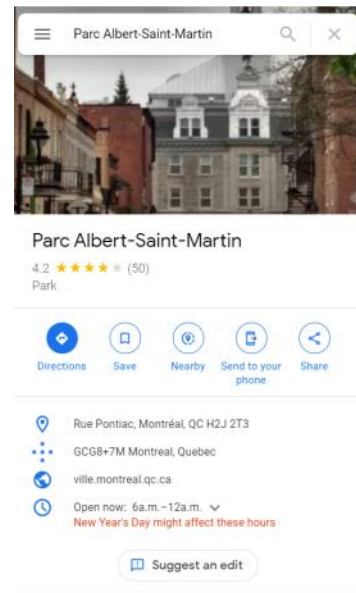 Parc Albert-Saint-Martin
Parc Albert-Saint-Martin
4.2 ★★★★★ (50)
Park
Directions
Save
Nearby
Send to your
phone
Share
Rue Pontiac, Montréal, QC H2J 2T3
GCG8+7M Montreal, Quebec
ville.montreal.qc.ca
Open now: 6a.m.–12a.m.
New Year's Day might affect these hours
Suggest an edit